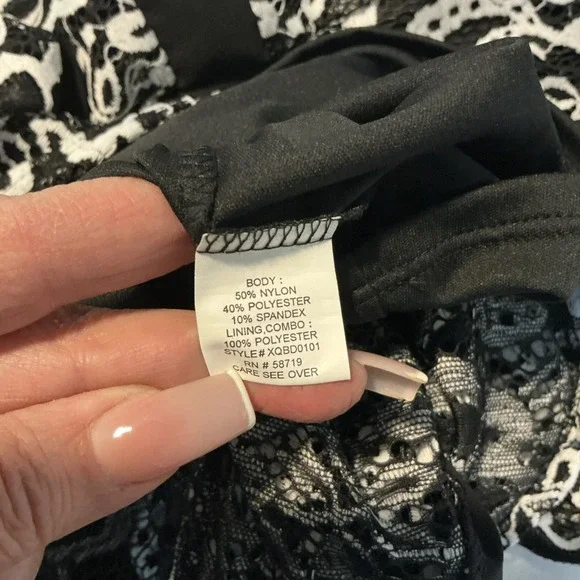 BODY :
50% NYLON
40% POLYESTER
10% SPANDEX
LINING,COMBO :
100% POLYESTER
STYLE# XQBD0101
RN # 58719
CARE SEE OVER